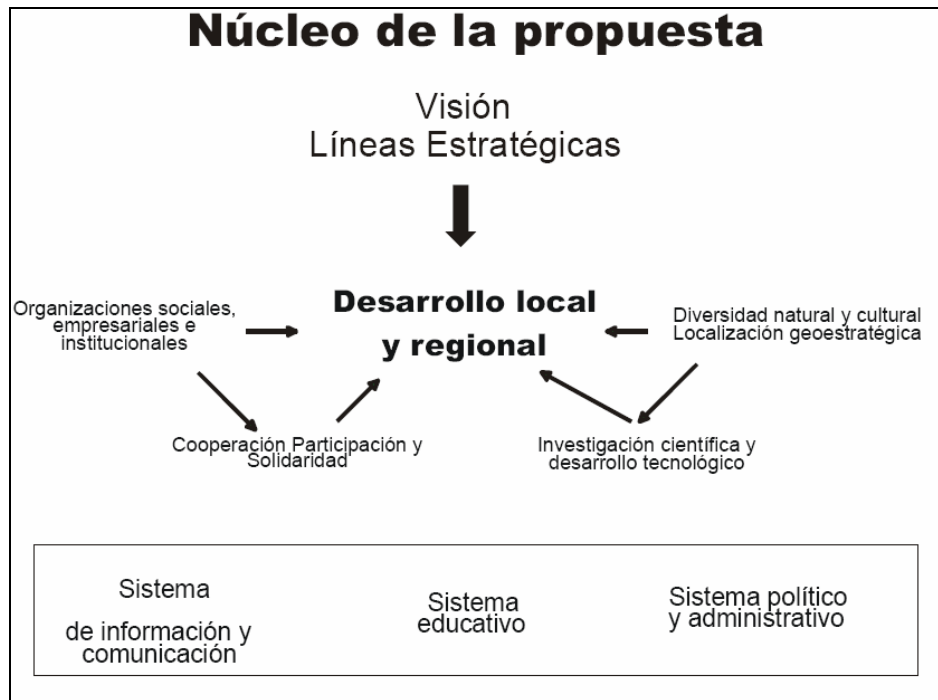 Núcleo de la propuesta
Visión
Líneas Estratégicas
Organizaciones sociales,
empresariales e
institucionales
Desarrollo local
y regional
Diversidad natural y cultural
Localización geoestratégica
Cooperación Participación y
Solidaridad
Investigación científica y
desarrollo tecnológico
Sistema
de información y
comunicación
Sistema
educativo
Sistema político
y administrativo